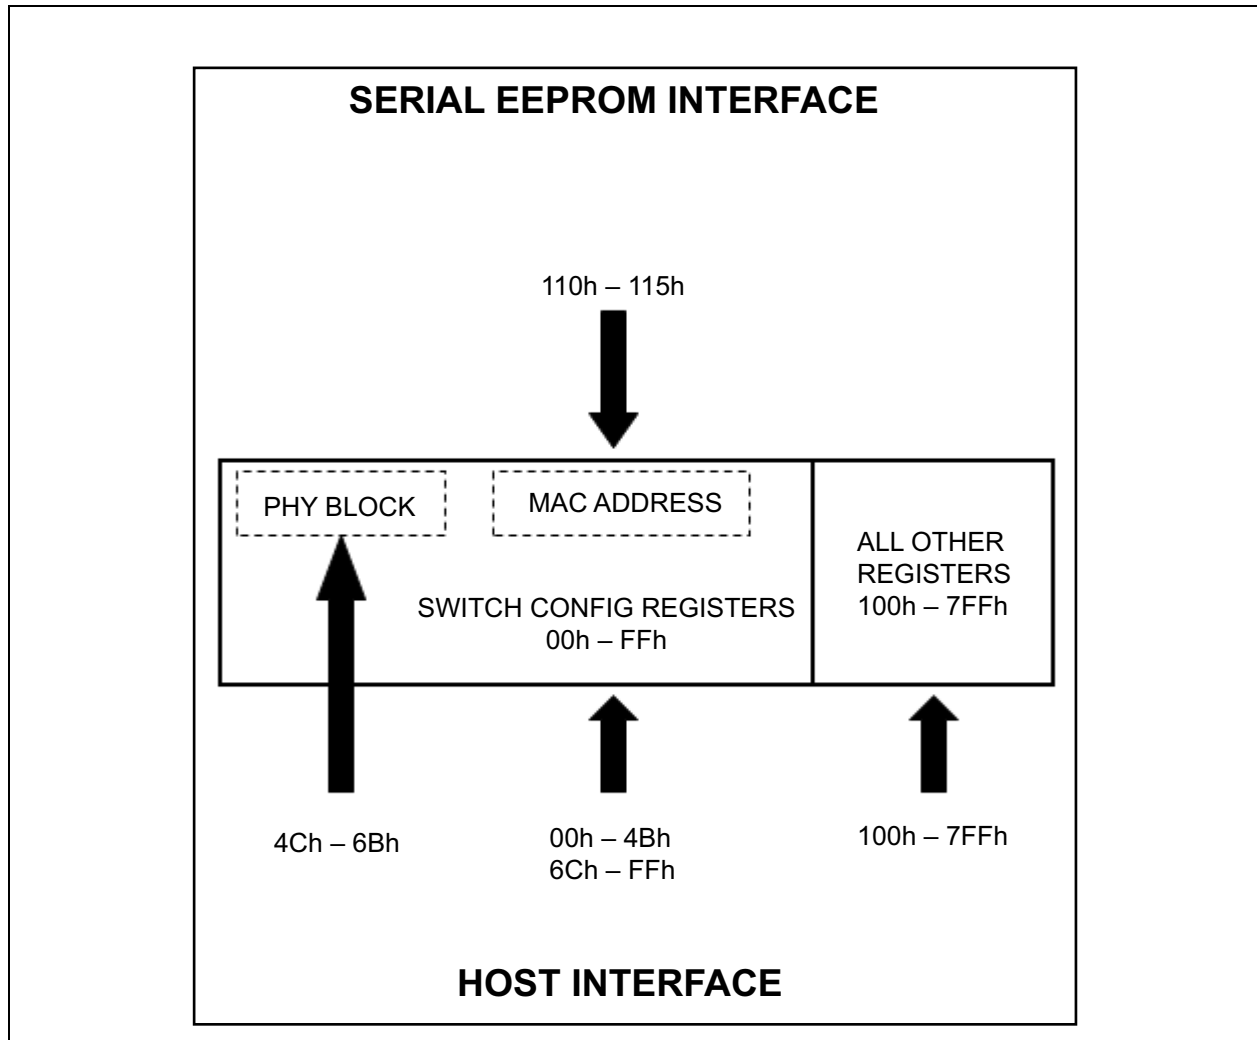 SERIAL EEPROM INTERFACE
110h – 115h
PHY BLOCK
MAC ADDRESS
SWITCH CONFIG REGISTERS
00h – FFh
ALL OTHER
REGISTERS
100h – 7FFh
4Ch – 6Bh
00h – 4Bh
6Ch – FFh
100h – 7FFh
HOST INTERFACE